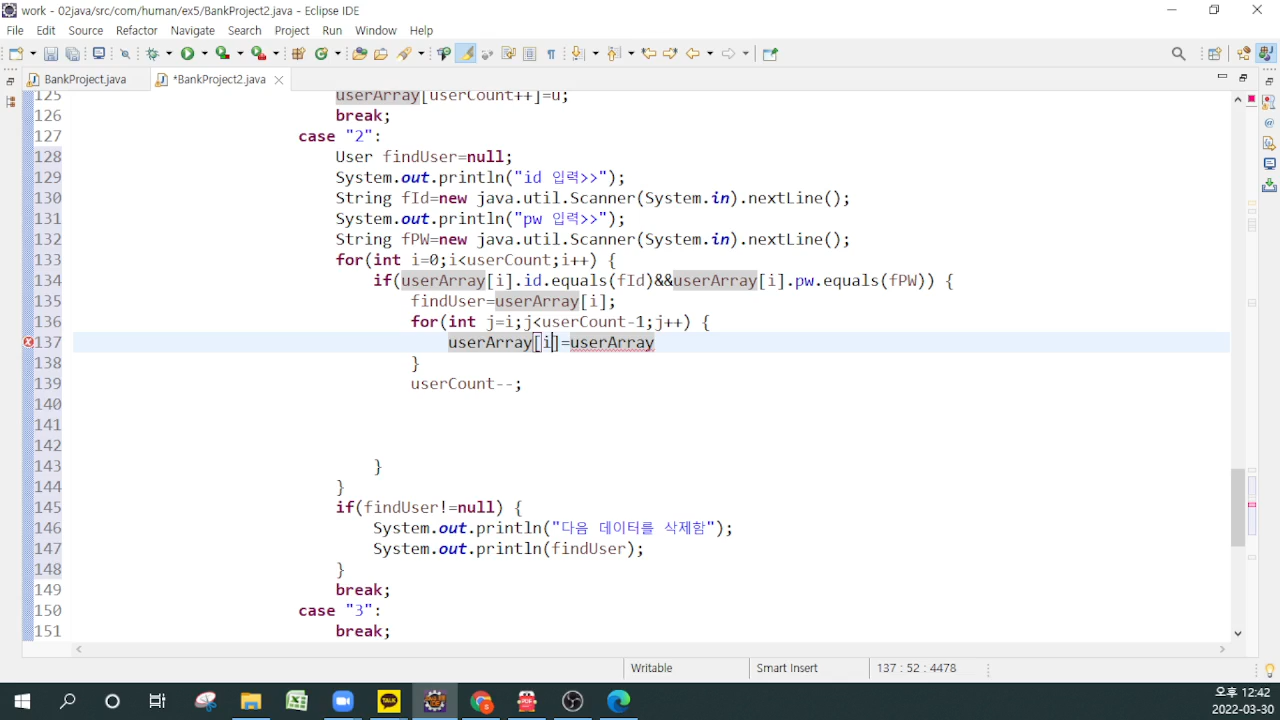 work - 02java/src/com/human/ex5/BankProject2.java - Eclipse IDE
File Edit Source Refactor Navigate Search Project Run Window Help
BankProject.java *BankProject2.java
125 userArray[userCount++]=u;
126 break;
127 case "2":
128 User findUser=null;
129 System.out.println("id 입력>>");
130 String fId=new java.util.Scanner(System.in).nextLine();
131 System.out.println("pw 입력>>");
132 String fPW=new java.util.Scanner(System.in).nextLine();
133 for(int i=0;i<userCount;i++) {
134 if(userArray[i].id.equals(fId)&&userArray[i].pw.equals(fPW)) {
135 findUser=userArray[i];
136 for(int j=i;j<userCount-1;j++) {
137 userArray[i]=userArray
138 }
139 userCount--;
140
141
142
143 }
144 }
145 if(findUser!=null) {
146 System.out.println("다음 데이터를 삭제함");
147 System.out.println(findUser);
148 }
149 break;
150 case "3":
151 break;
Writable Smart Insert 137 : 52 : 4478
TALK
PDF
오후 12:42
2022-03-30